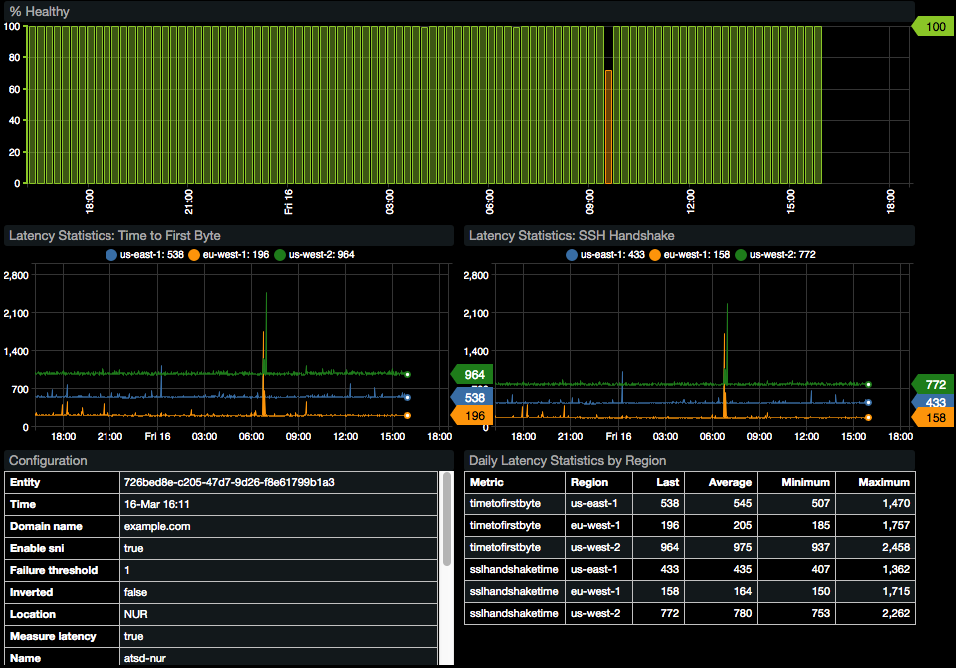 % Healthy
100
80
60
40
20
0
100
18:00 21:00 Fri 16 03:00 06:00 09:00 12:00 15:00 18:00
Latency Statistics: Time to First Byte
us-east-1: 538 eu-west-1: 196 us-west-2: 964
2,800
2,100
1,400
700
0
964
538
196
18:00 21:00 Fri 16 03:00 06:00 09:00 12:00 15:00 18:00
Latency Statistics: SSH Handshake
us-east-1: 433 eu-west-1: 158 us-west-2: 772
2,800
2,100
1,400
0
772
433
158
18:00 21:00 Fri 16 03:00 06:00 09:00 12:00 15:00 18:00
Configuration
Entity 726bed8e-c205-47d7-9d26-f8e61799b1a3
Time 16-Mar 16:11
Domain name example.com
Enable sni true
Failure threshold 1
Inverted false
Location NUR
Measure latency true
Name atsd-nur
Daily Latency Statistics by Region
Metric Region Last Average Minimum Maximum
timetofirstbyte us-east-1 538 545 507 1,470
timetofirstbyte eu-west-1 196 205 185 1,757
timetofirstbyte us-west-2 964 975 937 2,458
sslhandshaketime us-east-1 433 435 407 1,362
sslhandshaketime eu-west-1 158 164 150 1,715
sslhandshaketime us-west-2 772 780 753 2,262